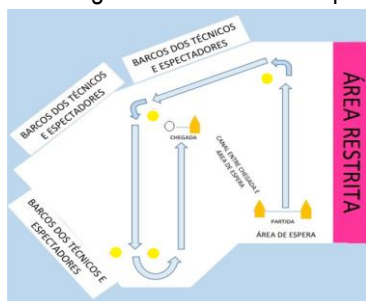 BARCOS DOS TÉCNICOS
E ESPECTADORES
BARCOS DOS TÉCNICOS
E ESPECTADORES
ÁREA RESTRITA
CHEGADA
CANAL ENTRE CHEGADA E
ÁREA DE ESPERA
PARTIDA
ÁREA DE ESPERA
BARCOS DOS TÉCNICOS E
ESPECTADORES